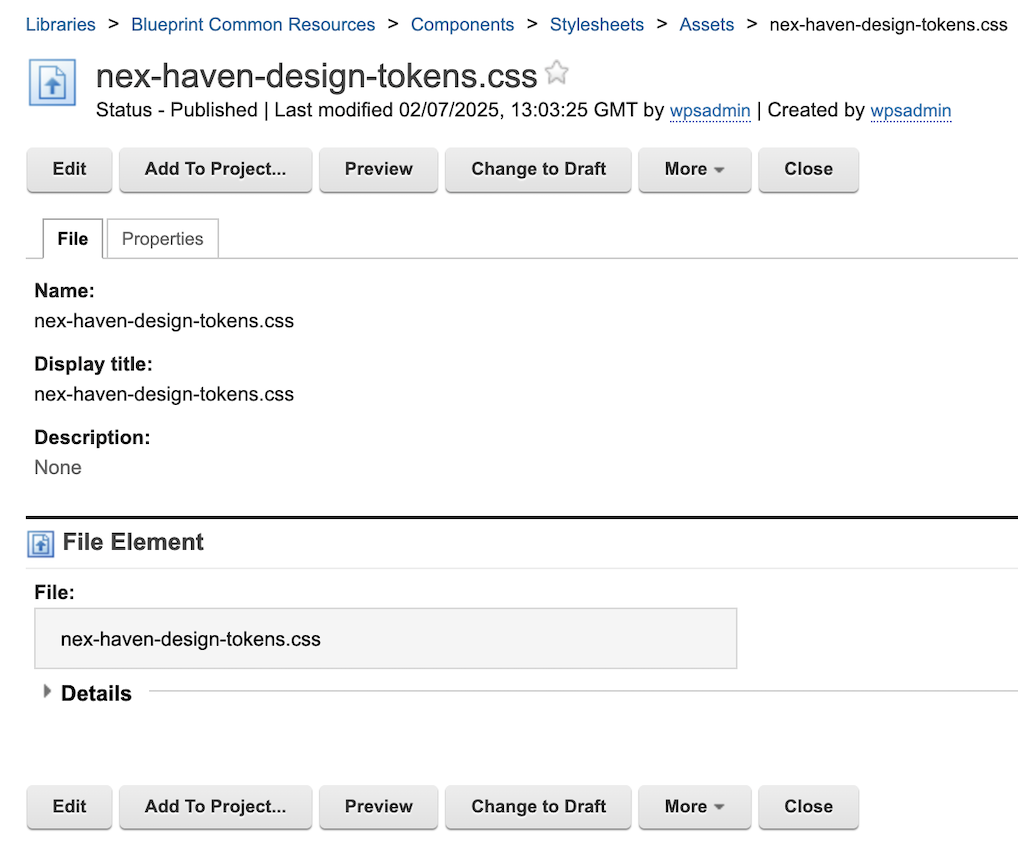 Libraries > Blueprint Common Resources > Components > Stylesheets > Assets > nex-haven-design-tokens.css
nex-haven-design-tokens.css
Status - Published | Last modified 02/07/2025, 13:03:25 GMT by wpsadmin | Created by wpsadmin
Edit Add To Project... Preview Change to Draft More Close
File Properties
Name:
nex-haven-design-tokens.css
Display title:
nex-haven-design-tokens.css
Description:
None
File Element
File:
nex-haven-design-tokens.css
Details
Edit Add To Project... Preview Change to Draft More Close